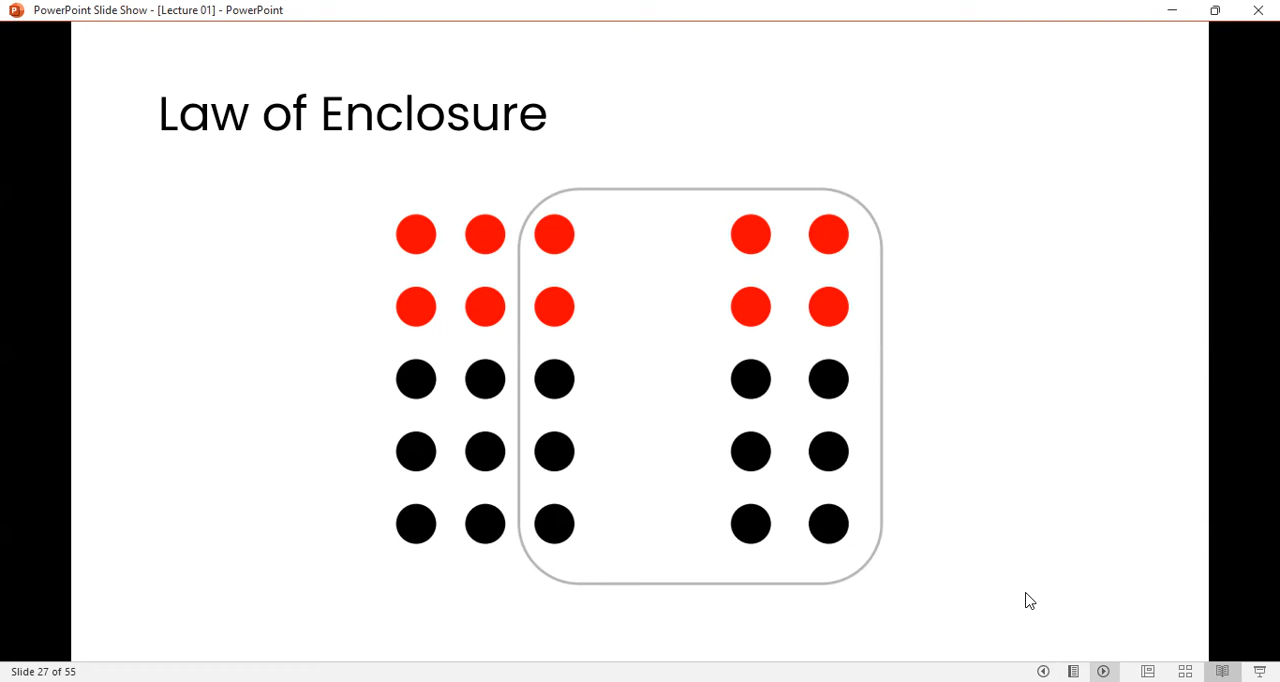 PowerPoint Slide Show - [Lecture 01] - PowerPoint
Law of Enclosure
Slide 27 of 55